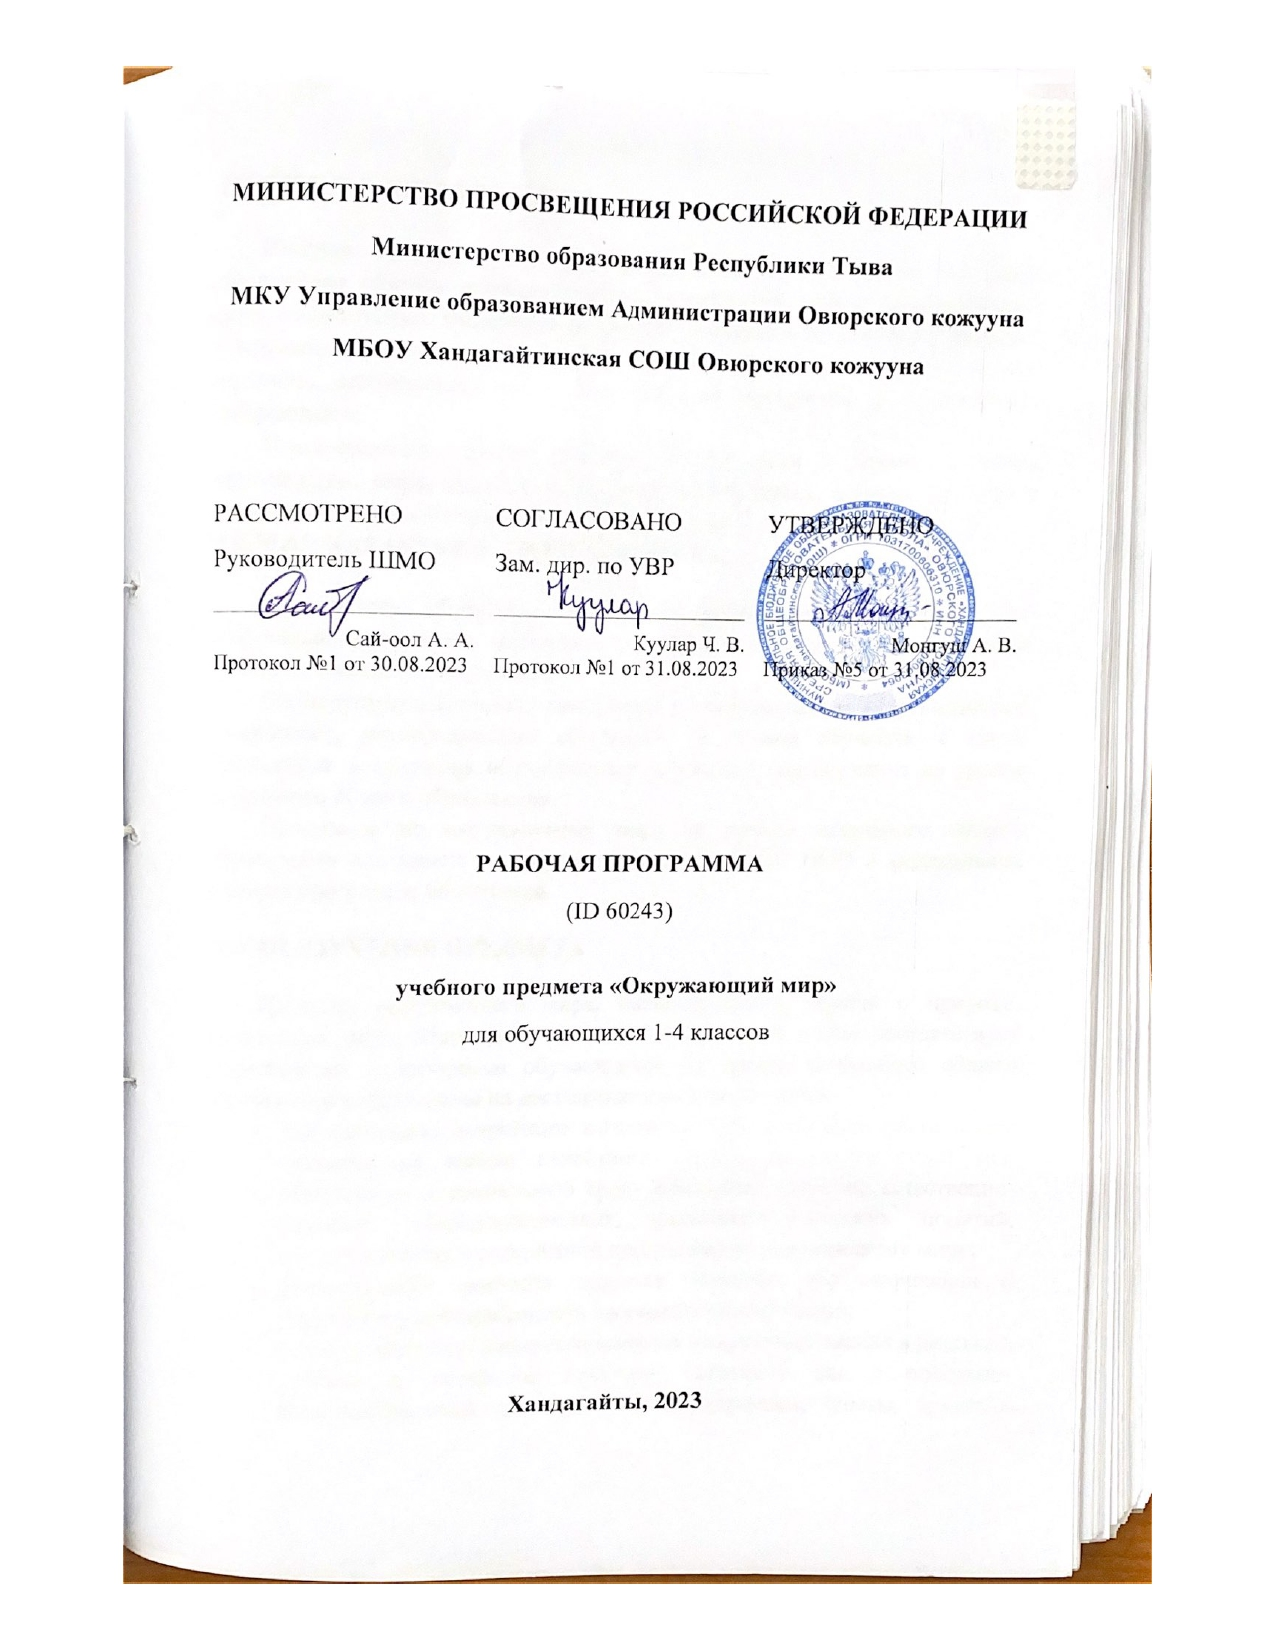 МИНИСТЕРСТВО ПРОСВЕЩЕНИЯ РОССИЙСКОЙ ФЕДЕРАЦИИ
Министерство образования Республики Тыва
МКУ Управление образованием Администрации Овюрского кожууна
МБОУ Хандагайтинская СОШ Овюрского кожууна
РАССМОТРЕНО
Руководитель ШМО
Сай-оол А. А.
Протокол №1 от 30.08.2023
СОГЛАСОВАНО
Зам. дир. по УВР
Куулар
Куулар Ч. В.
Протокол №1 от 31.08.2023
УТВЕРЖДЕНО
Директор
Монгуш А. В.
Приказ №5 от 31.08.2023
РАБОЧАЯ ПРОГРАММА
(ID 60243)
учебного предмета «Окружающий мир»
для обучающихся 1-4 классов
Хандагайты, 2023